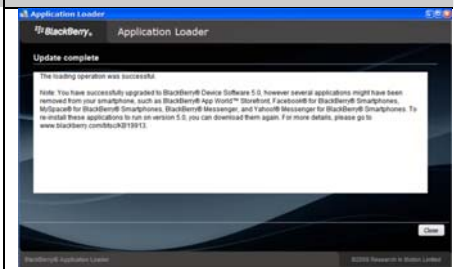 Application Loader
BlackBerry. Application Loader
Update complete
The loading operation was successful.
Note: You have successfully upgraded to BlackBerry® Device Software 5.0, however several applications might have been
removed from your smartphone, such as BlackBerry App World™ Storefront, Facebook® for BlackBerry® Smartphones,
MySpace® for BlackBerry® Smartphones, BlackBerry® Messenger, and Yahoo!® Messenger for BlackBerry® Smartphones. To
re-install these applications to run on version 5.0, you can download them again. For more details, please go to
www.blackberry.com/btsc/KB19913.
Close
BlackBerry® Application Loader ©2009 Research In Motion Limited